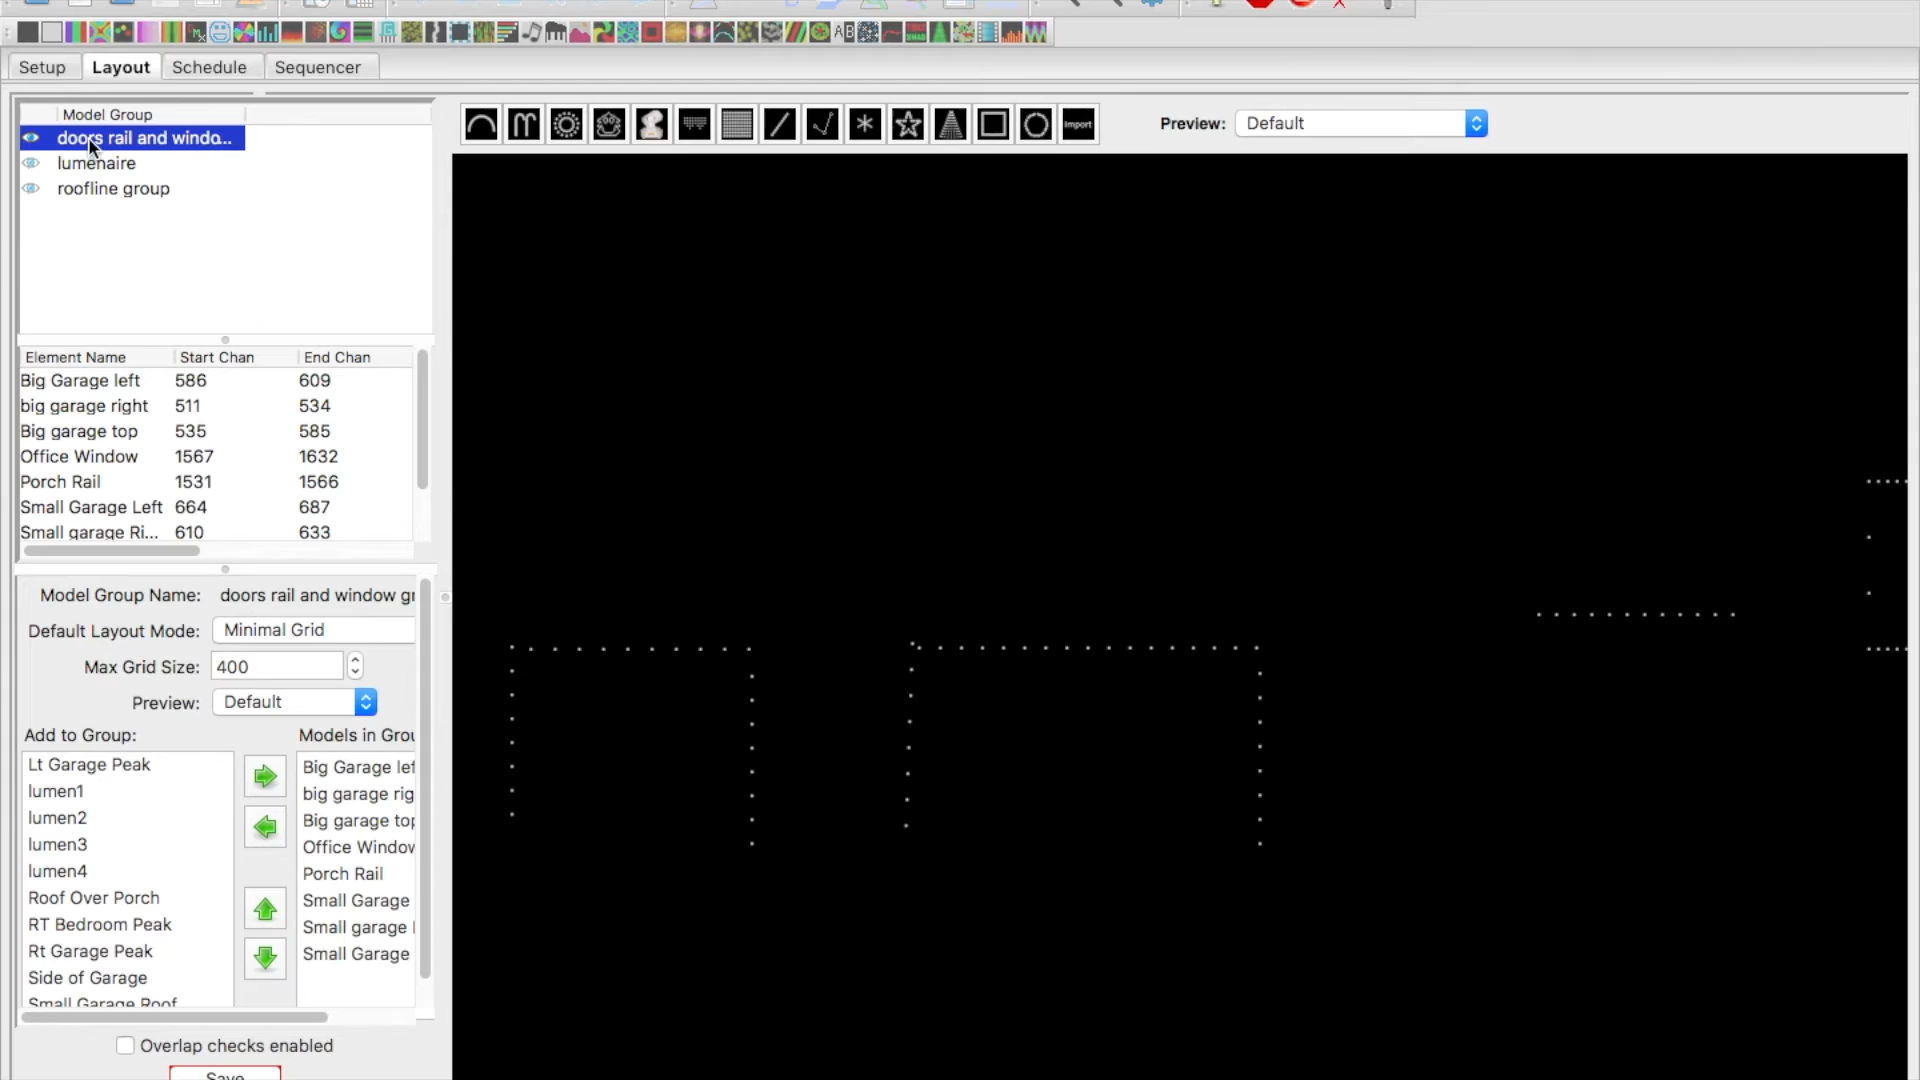 AB
Setup Layout Schedule Sequencer
Model Group
doors rail and windo...
lumenaire
roofline group
Import
Preview: Default
Element Name Start Chan End Chan
Big Garage left 586 609
big garage right 511 534
Big garage top 535 585
Office Window 1567 1632
Porch Rail 1531 1566
Small Garage Left 664 687
Small garage Ri... 610 633
Model Group Name: doors rail and window gr
Default Layout Mode: Minimal Grid
Max Grid Size: 400
Preview: Default
Add to Group: Models in Grou
Lt Garage Peak
lumen1
lumen2
lumen3
lumen4
Roof Over Porch
RT Bedroom Peak
Rt Garage Peak
Side of Garage
Small Garage Roof
Big Garage lef
big garage rig
Big garage top
Office Window
Porch Rail
Small Garage
Small garage
Small Garage
Overlap checks enabled
Save